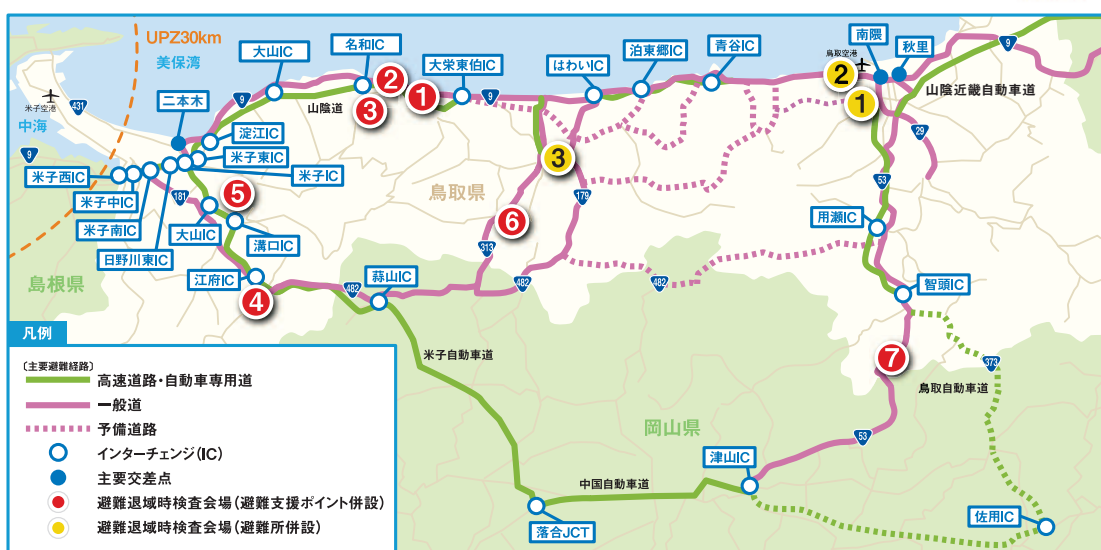 UPZ30km
美保湾
米子空港
431
中海
9
二本木
大山IC
9
名和IC
山陰道
2
3
1
大栄東伯IC
9
はわいIC
泊東郷IC
青谷IC
鳥取空港
2
南隈
秋里
9
山陰近畿自動車道
1
29
淀江IC
米子東IC
米子IC
米子西IC
米子中IC
米子南IC
日野川東IC
181
大山IC
5
溝口IC
鳥取県
3
179
6
313
53
用瀬IC
島根県
江府IC
4
482
蒜山IC
482
482
智頭IC
7
373
鳥取自動車道
米子自動車道
岡山県
53
津山IC
中国自動車道
落合JCT
佐用IC
凡例
〔主要避難経路〕
高速道路・自動車専用道
一般道
予備道路
インターチェンジ(IC)
主要交差点
避難退域時検査会場(避難支援ポイント併設)
避難退域時検査会場(避難所併設)